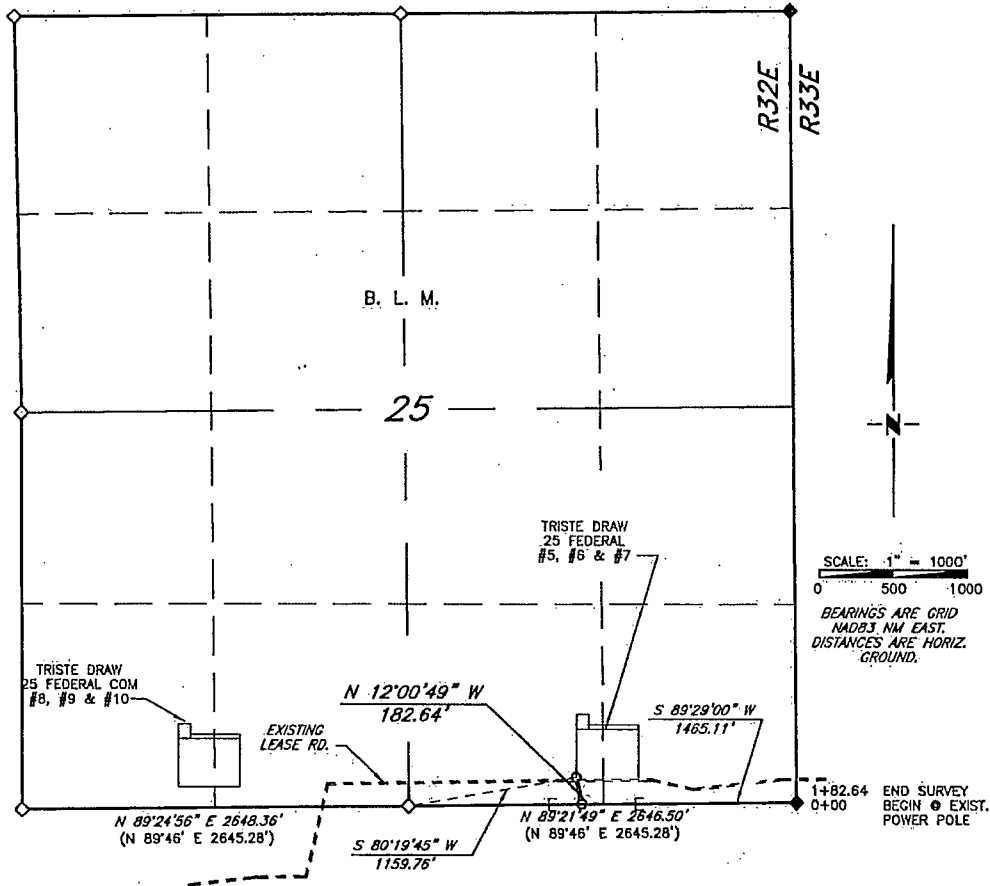 R32E
R33E
B. L. M.
25
N
TRISTE DRAW
25 FEDERAL
#5, #6 & #7
SCALE: 1" = 1000'
0 500 1000
BEARINGS ARE GRID
NAD83 NM EAST.
DISTANCES ARE HORIZ.
GROUND.
TRISTE DRAW
25 FEDERAL COM
#8, #9 & #10
N 12°00'49" W
182.64'
S 89°29'00" W
1465.11'
EXISTING
LEASE RD.
1+82.64 END SURVEY
0+00 BEGIN @ EXIST.
POWER POLE
N 89°24'56" E 2648.36'
(N 89°46' E 2645.28')
N 89°21'49" E 2646.50'
(N 89°46' E 2645.28')
S 80°19'45" W
1159.76'